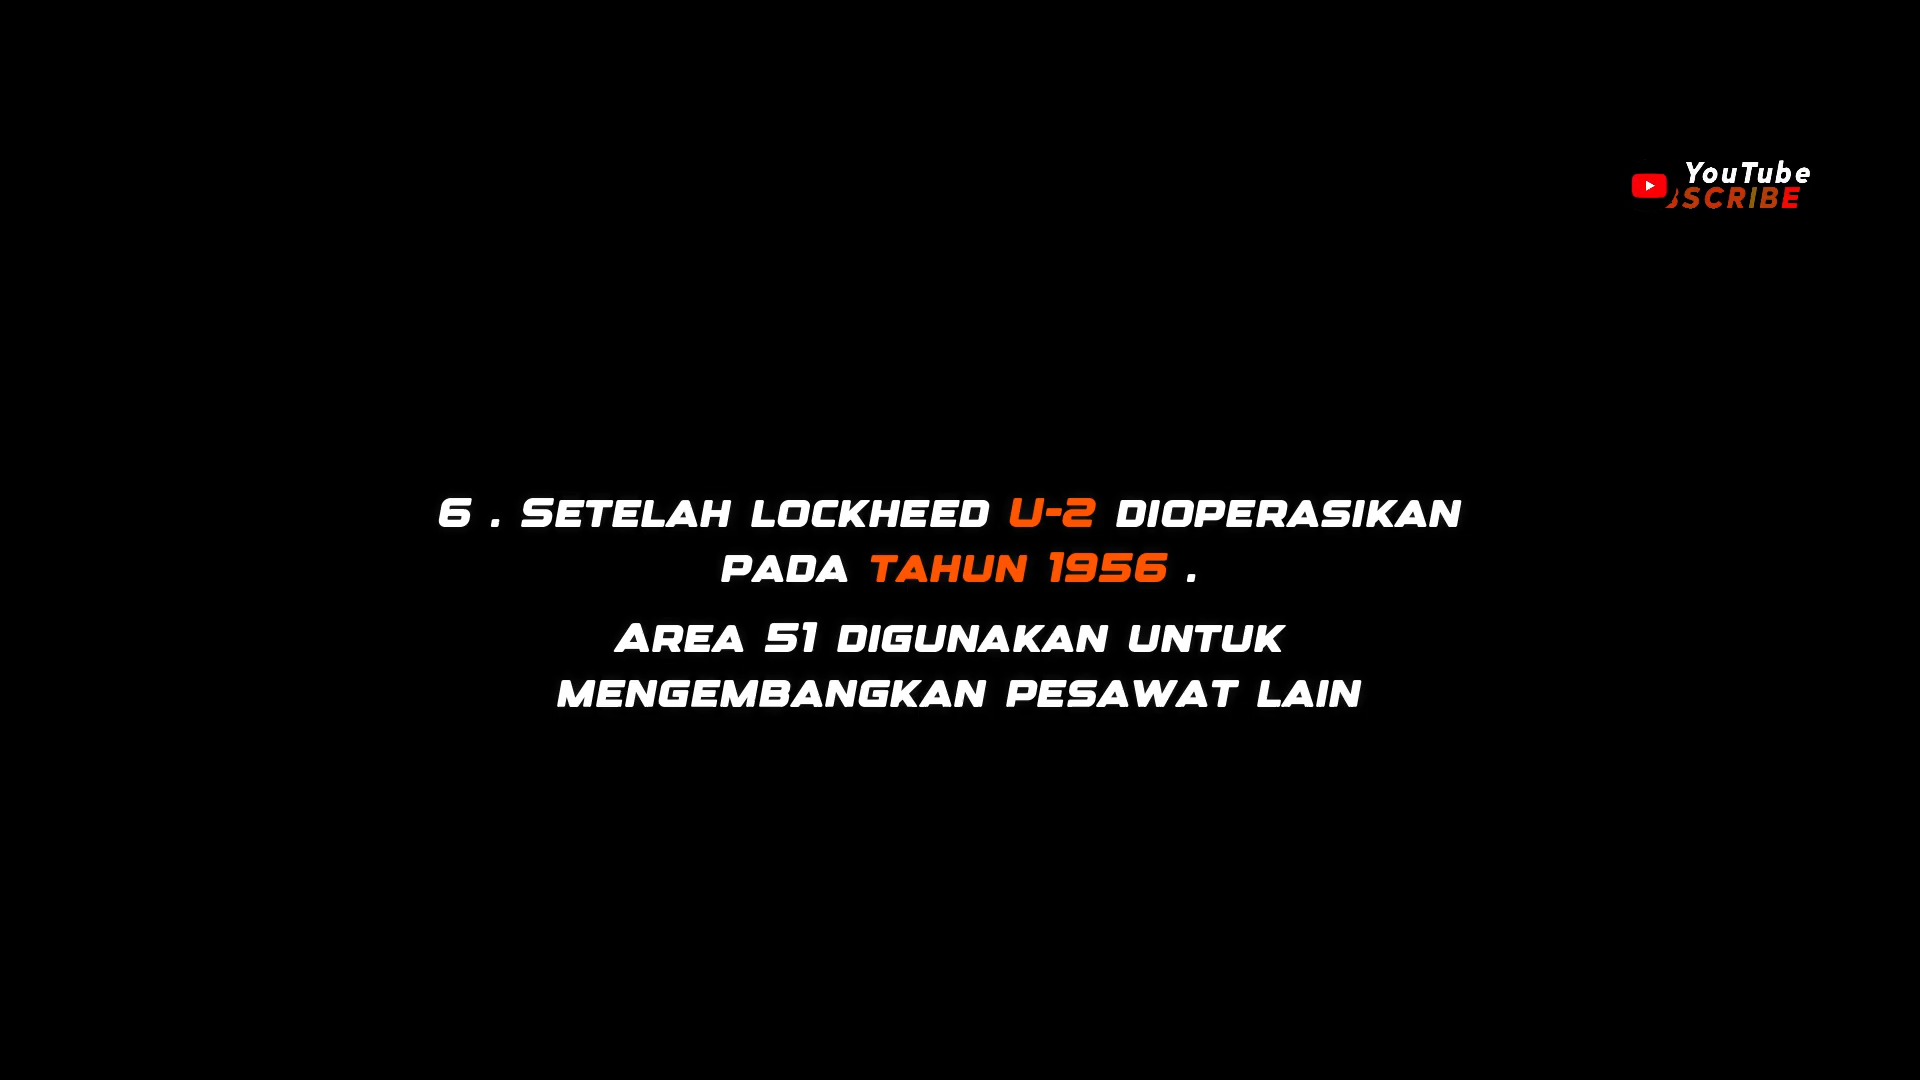 YouTube
6 . SETELAH LOCKHEED U-2 DIOPERASIKAN
PADA TAHUN 1956 .
AREA 51 DIGUNAKAN UNTUK
MENGEMBANGKAN PESAWAT LAIN